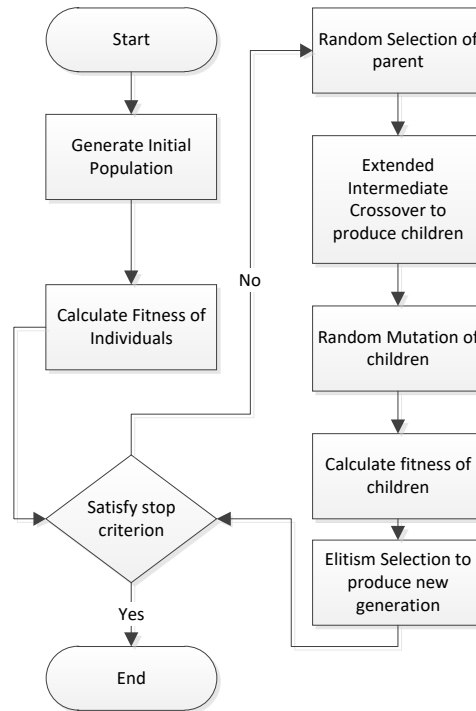 Start
Generate Initial
Population
Calculate Fitness of
Individuals
Satisfy stop
criterion
Yes
End
No
Random Selection of
parent
Extended
Intermediate
Crossover to
produce children
Random Mutation of
children
Calculate fitness of
children
Elitism Selection to
produce new
generation